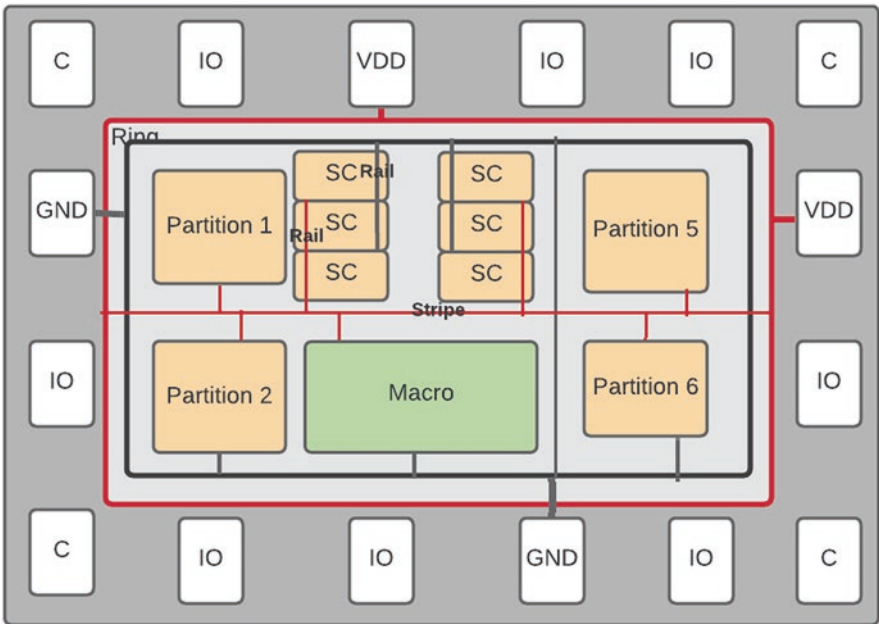 C IO VDD IO IO C
Ring
GND SC Rail SC VDD
Partition 1 Rail SC SC Partition 5
SC SC
Stripe
IO Partition 2 Macro Partition 6 IO
C IO IO GND IO C